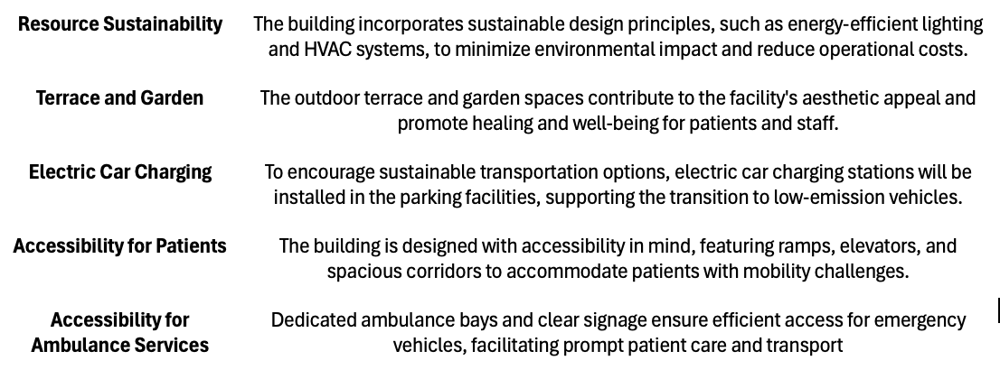 Resource Sustainability
The building incorporates sustainable design principles, such as energy-efficient lighting
and HVAC systems, to minimize environmental impact and reduce operational costs.
Terrace and Garden
The outdoor terrace and garden spaces contribute to the facility's aesthetic appeal and
promote healing and well-being for patients and staff.
Electric Car Charging
To encourage sustainable transportation options, electric car charging stations will be
installed in the parking facilities, supporting the transition to low-emission vehicles.
Accessibility for Patients
The building is designed with accessibility in mind, featuring ramps, elevators, and
spacious corridors to accommodate patients with mobility challenges.
Accessibility for
Ambulance Services
Dedicated ambulance bays and clear signage ensure efficient access for emergency
vehicles, facilitating prompt patient care and transport